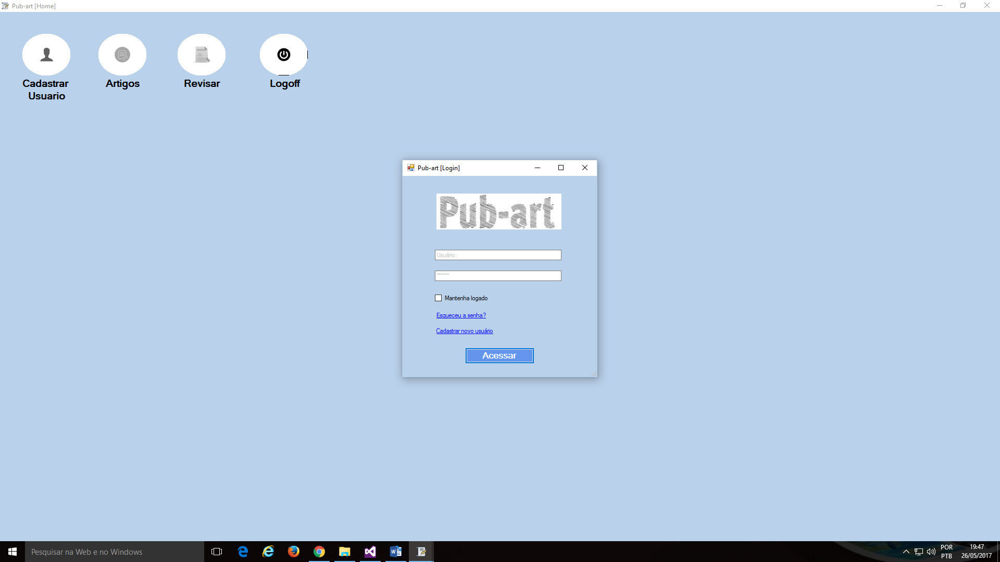 Pub-art [Home]
Cadastrar
Usuario
Artigos
Revisar
Logoff
Pub-art [Login]
Pub-art
Usuário:
******
Mantenha logado
Esqueceu a senha?
Cadastrar novo usuário
Acessar
Pesquisar na Web e no Windows
POR
PTB
19:47
26/05/2017